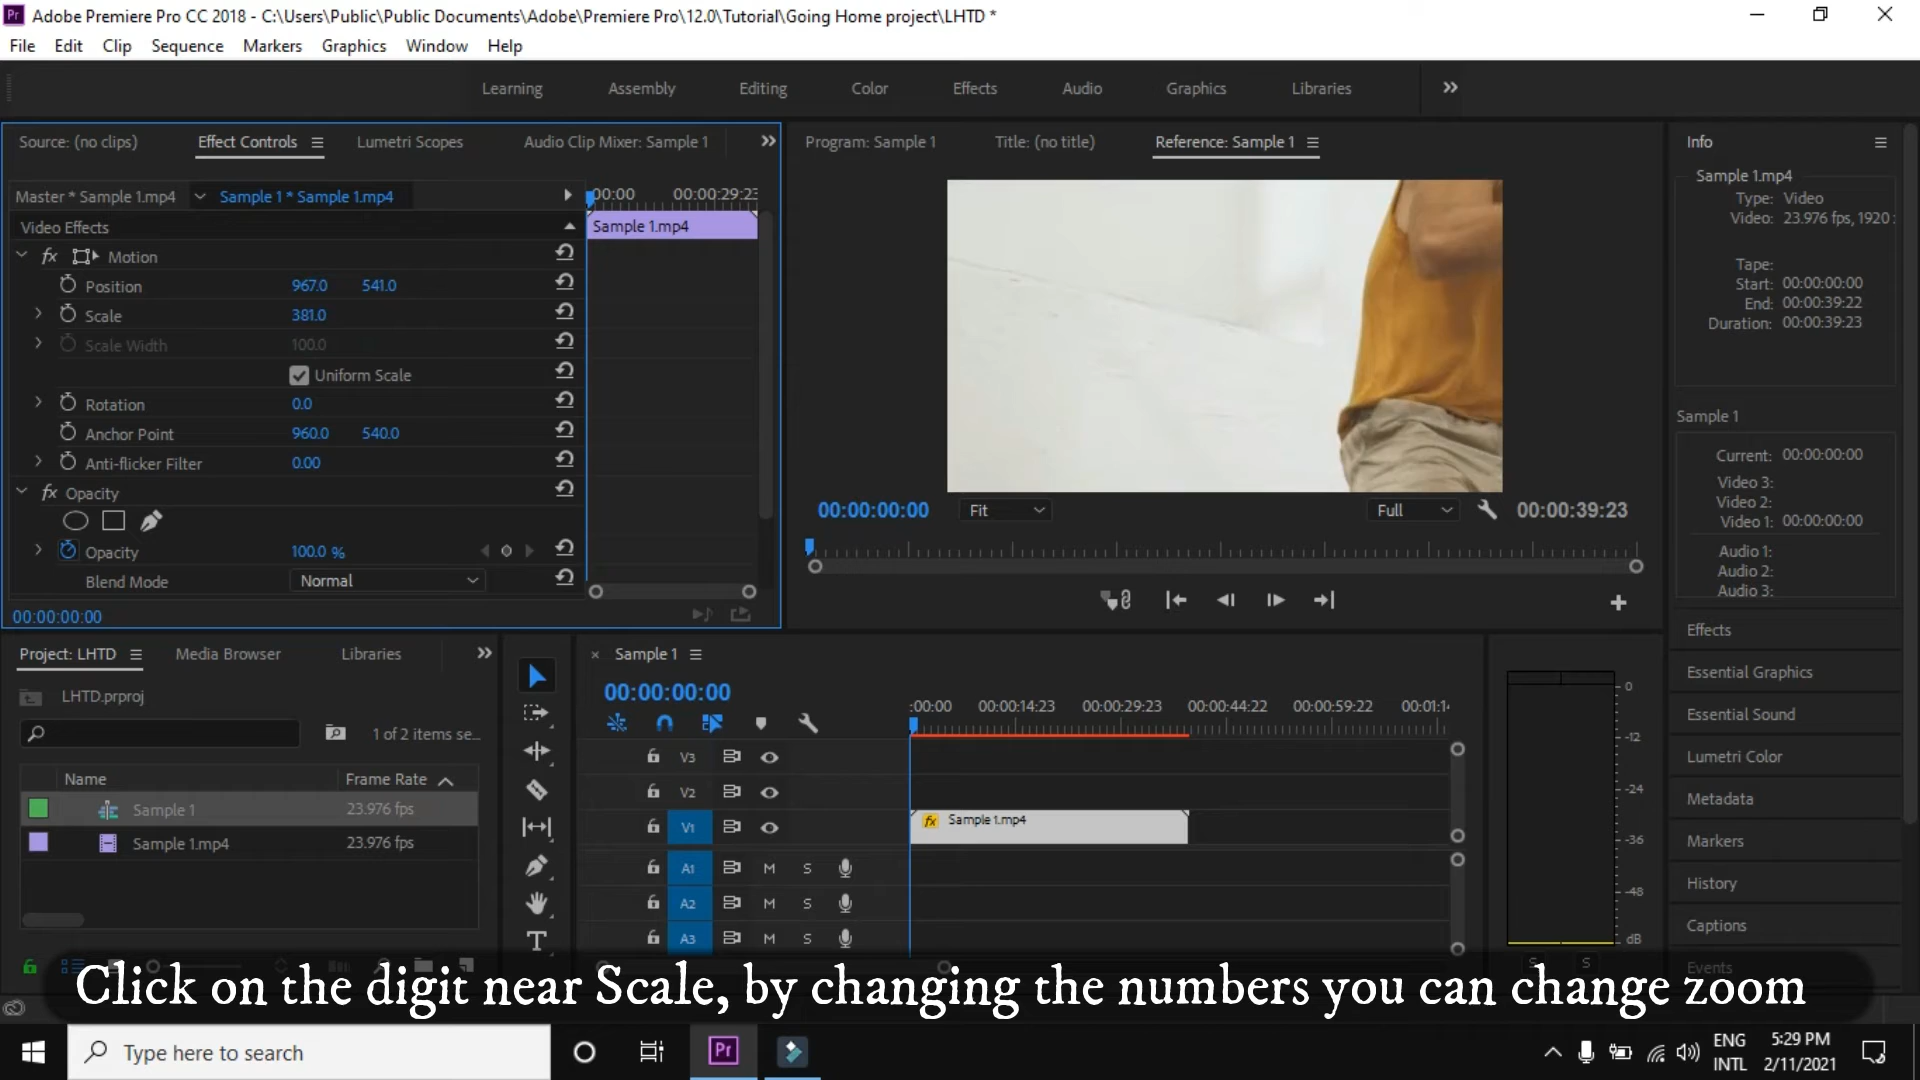 Adobe Premiere Pro CC 2018 - C:\Users\Public\Public Documents\Adobe\Premiere Pro\12.0\Tutorial\Going Home project\LHTD *
File Edit Clip Sequence Markers Graphics Window Help
Learning Assembly Editing Color Effects Audio Graphics Libraries
Source: (no clips) Effect Controls Lumetri Scopes Audio Clip Mixer: Sample 1
Master * Sample 1.mp4 Sample 1 * Sample 1.mp4
00:00 00:00:29:23
Sample 1.mp4
Video Effects
fx Motion
Position 967.0 541.0
Scale 381.0
Scale Width 100.0
Uniform Scale
Rotation 0.0
Anchor Point 960.0 540.0
Anti-flicker Filter 0.00
fx Opacity
Opacity 100.0 %
Blend Mode Normal
00:00:00:00
Program: Sample 1 Title: (no title) Reference: Sample 1
00:00:00:00 Fit Full 00:00:39:23
Info
Sample 1.mp4
Type: Video
Video: 23.976 fps, 1920
Tape:
Start: 00:00:00:00
End: 00:00:39:22
Duration: 00:00:39:23
Sample 1
Current: 00:00:00:00
Video 3:
Video 2:
Video 1: 00:00:00:00
Audio 1:
Audio 2:
Audio 3:
Effects
Essential Graphics
Essential Sound
Lumetri Color
Metadata
Markers
History
Captions
Events
Project: LHTD Media Browser Libraries
LHTD.prproj
1 of 2 items se...
Name Frame Rate
Sample 1 23.976 fps
Sample 1.mp4 23.976 fps
Sample 1
00:00:00:00
:00:00 00:00:14:23 00:00:29:23 00:00:44:22 00:00:59:22 00:01:1
V3
V2
V1
fx Sample 1.mp4
A1 M S
A2 M S
A3 M S
0
-12
-24
-36
-48
dB
S S
Click on the digit near Scale, by changing the numbers you can change zoom
Type here to search
Pr
ENG
INTL
5:29 PM
2/11/2021